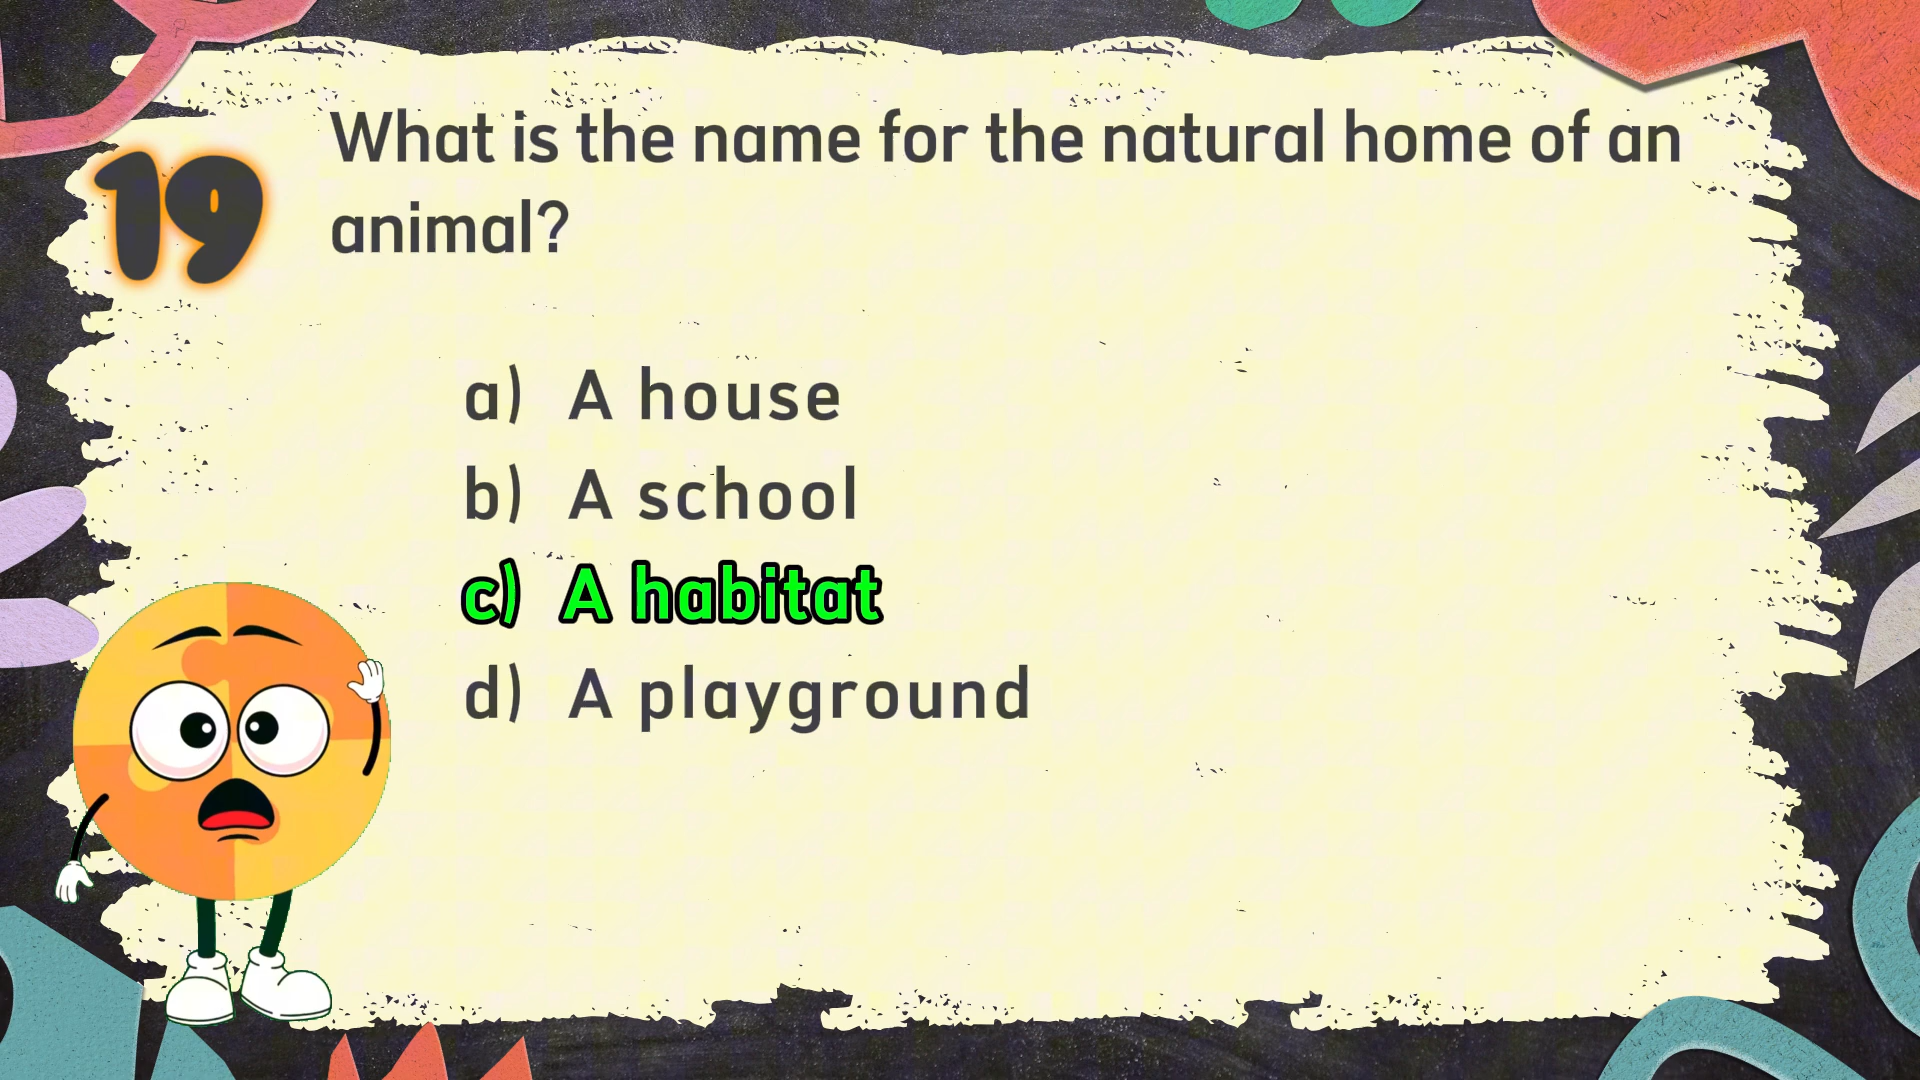 19
What is the name for the natural home of an
animal?
a) A house
b) A school
c) A habitat
d) A playground